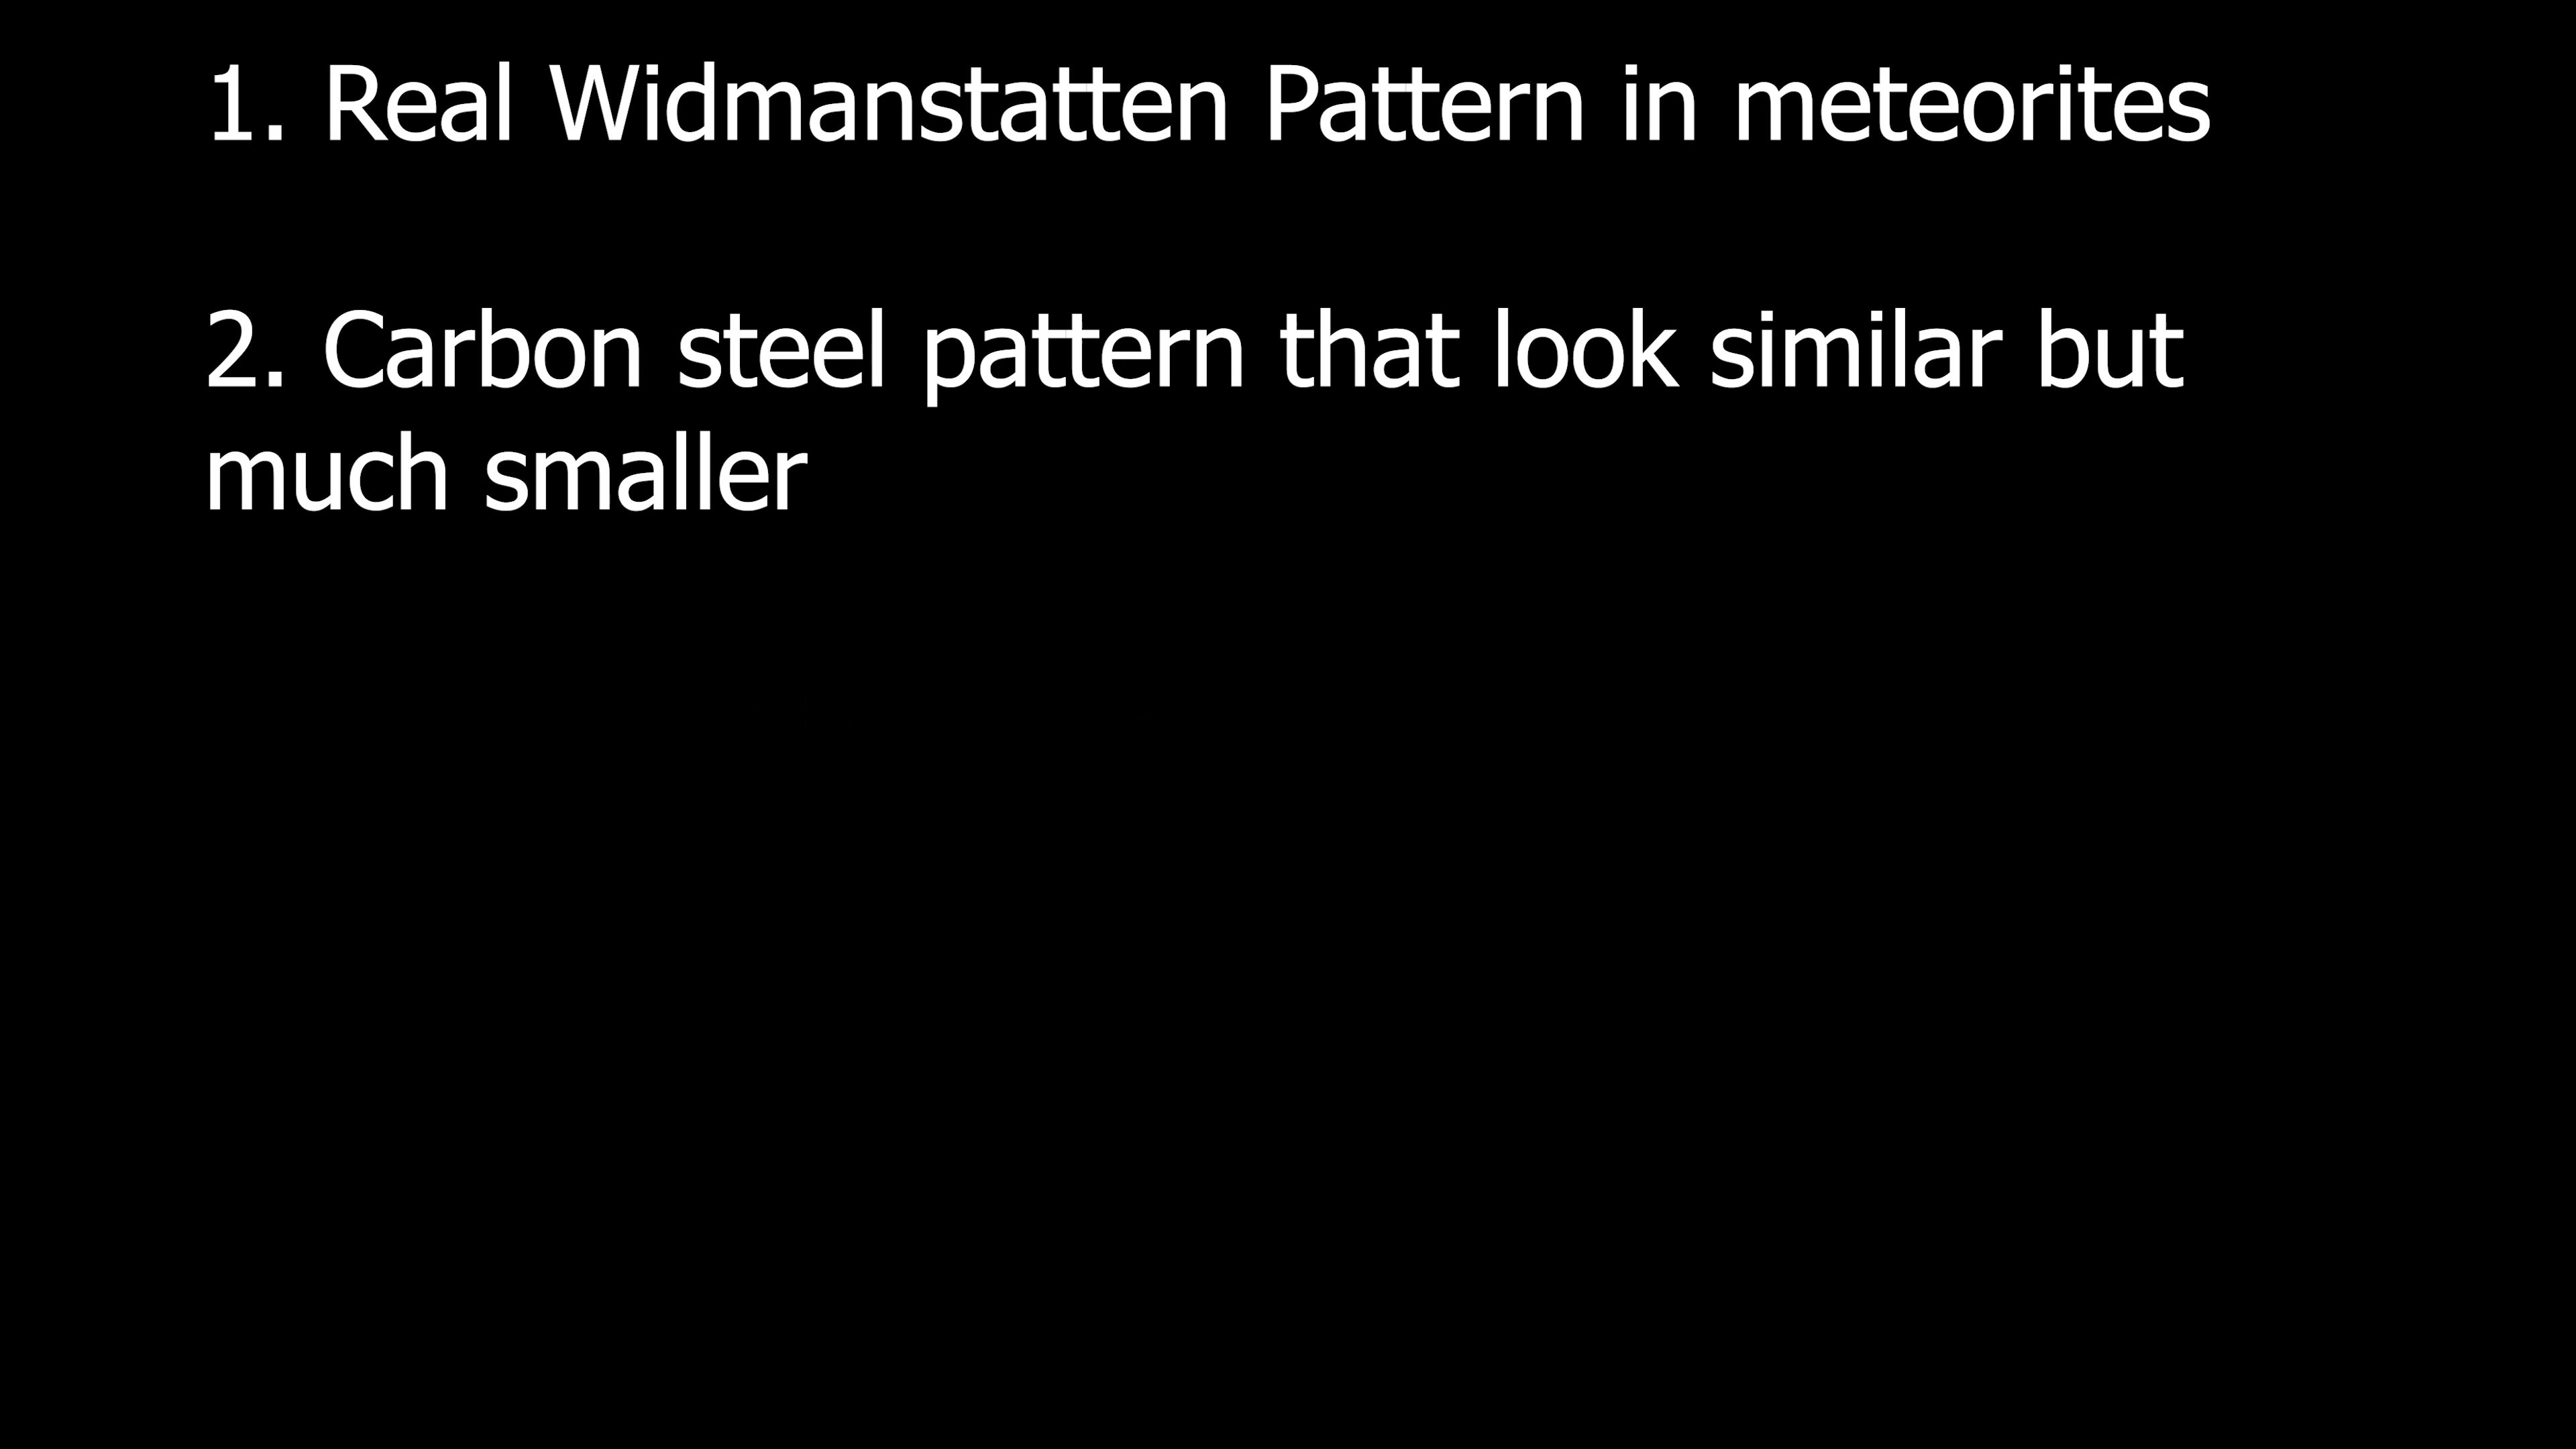 1. Real Widmanstatten Pattern in meteorites
2. Carbon steel pattern that look similar but
much smaller